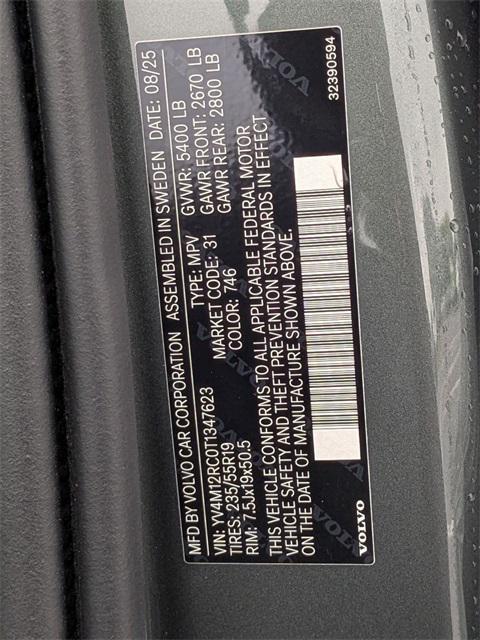 MFD BY VOLVO CAR CORPORATION ASSEMBLED IN SWEDEN DATE: 08/25
VIN: YV4M12RC0T1347623 TYPE: MPV GVWR: 5400 LB
TIRES: 235/55R19 MARKET CODE: 31 GAWR FRONT: 2670 LB
RIM: 7.5Jx19x50.5 COLOR: 746 GAWR REAR: 2800 LB
THIS VEHICLE CONFORMS TO ALL APPLICABLE FEDERAL MOTOR
VEHICLE SAFETY AND THEFT PREVENTION STANDARDS IN EFFECT
ON THE DATE OF MANUFACTURE SHOWN ABOVE.
VOLVO 32390594